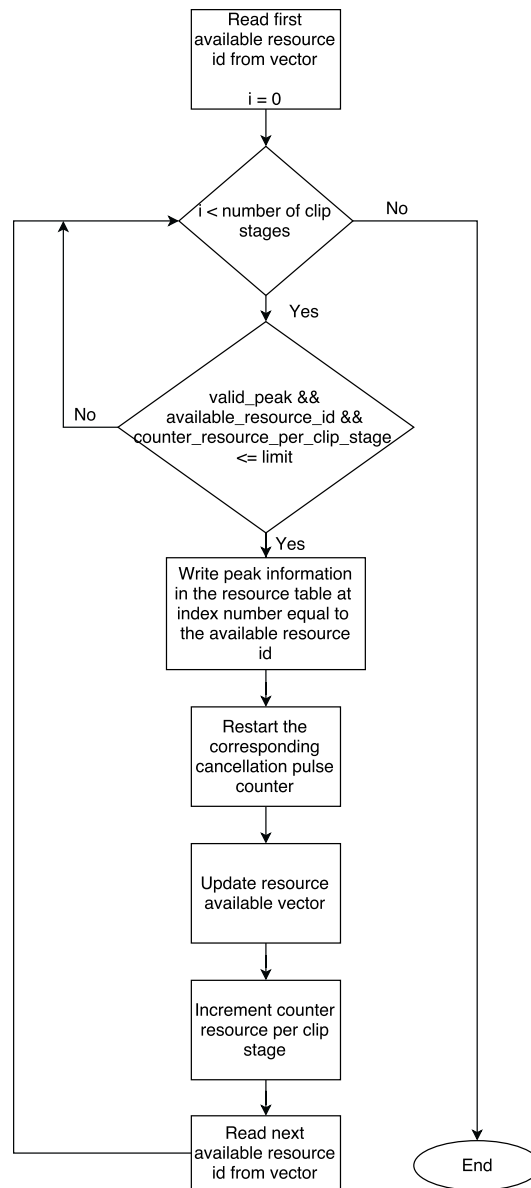 Read first
available resource
id from vector
i = 0
i < number of clip
stages
No
Yes
valid_peak &&
available_resource_id &&
counter_resource_per_clip_stage
<= limit
No
Yes
Write peak information
in the resource table at
index number equal to
the available resource
id
Restart the
corresponding
cancellation pulse
counter
Update resource
available vector
Increment counter
resource per clip
stage
Read next
available resource
id from vector
End